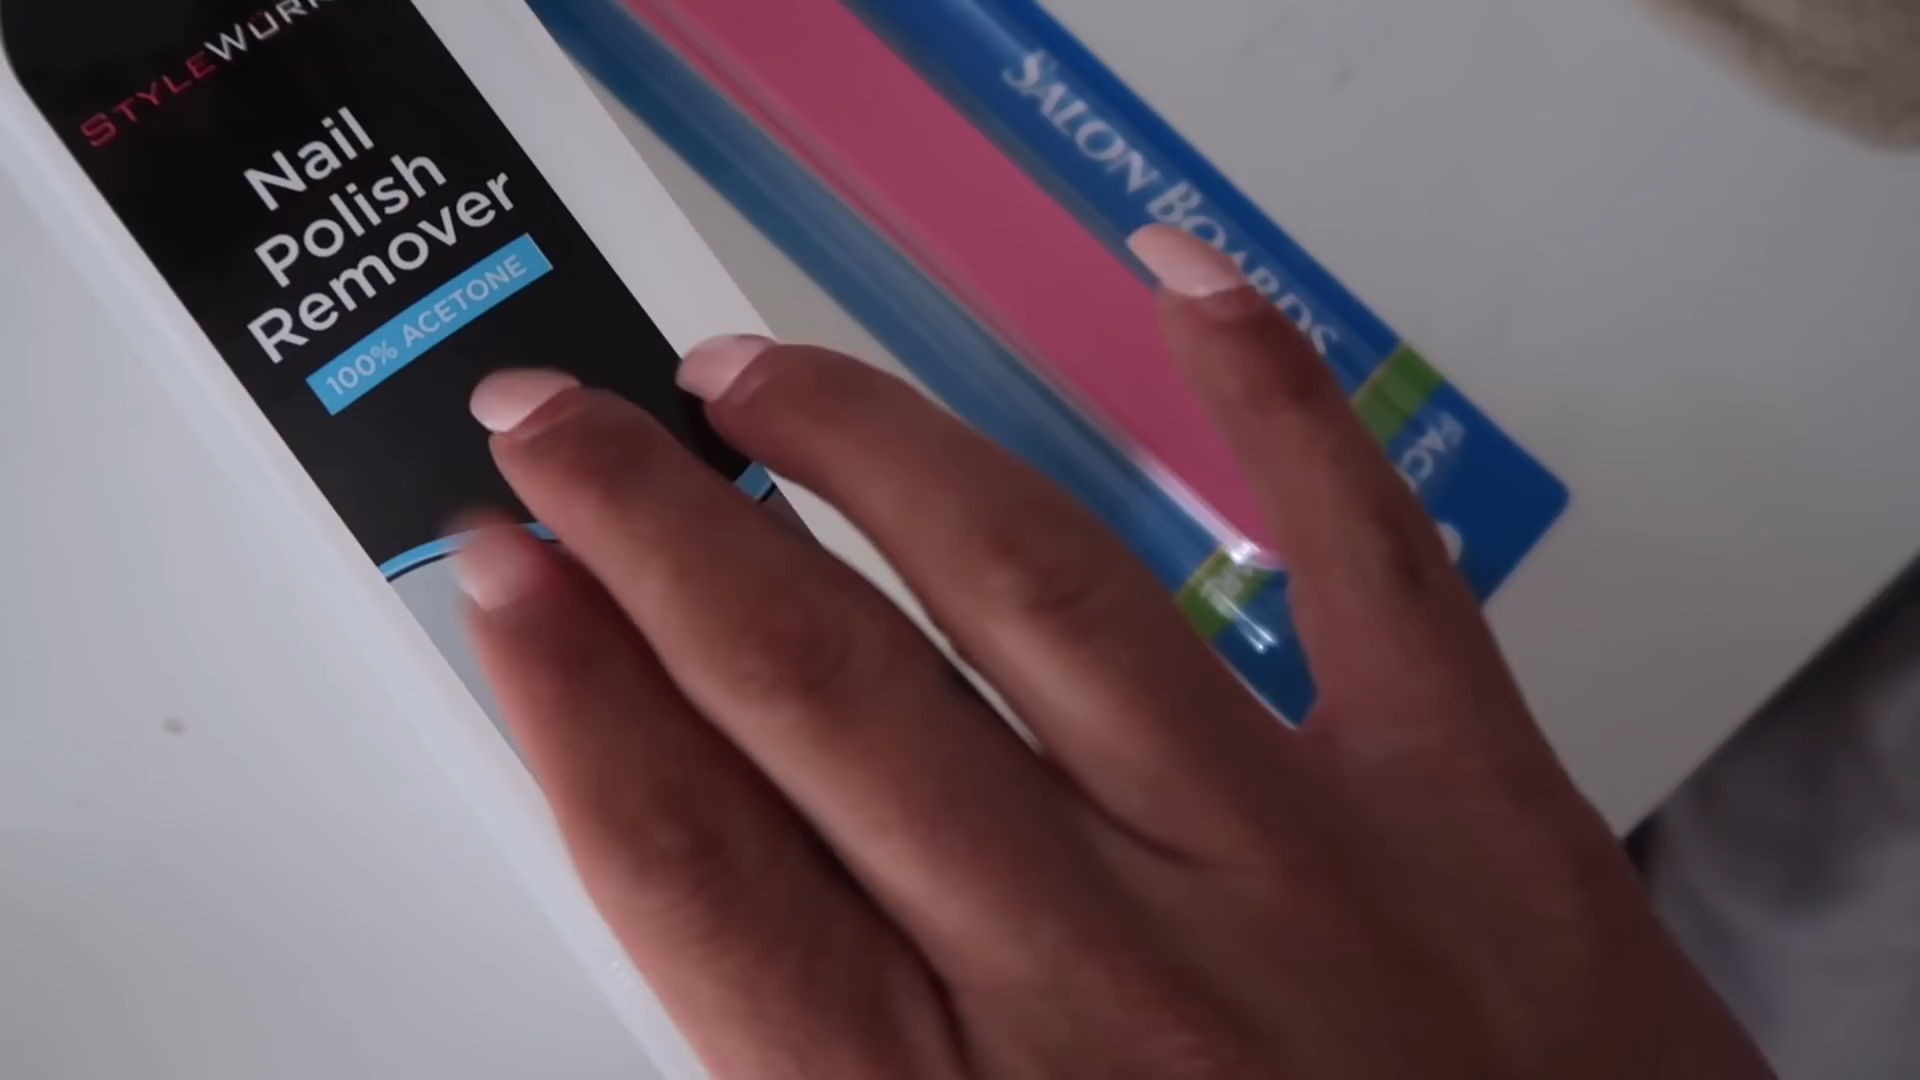 STYLEWURK
Nail
Polish
Remover
100% ACETONE
SALON BOARDS